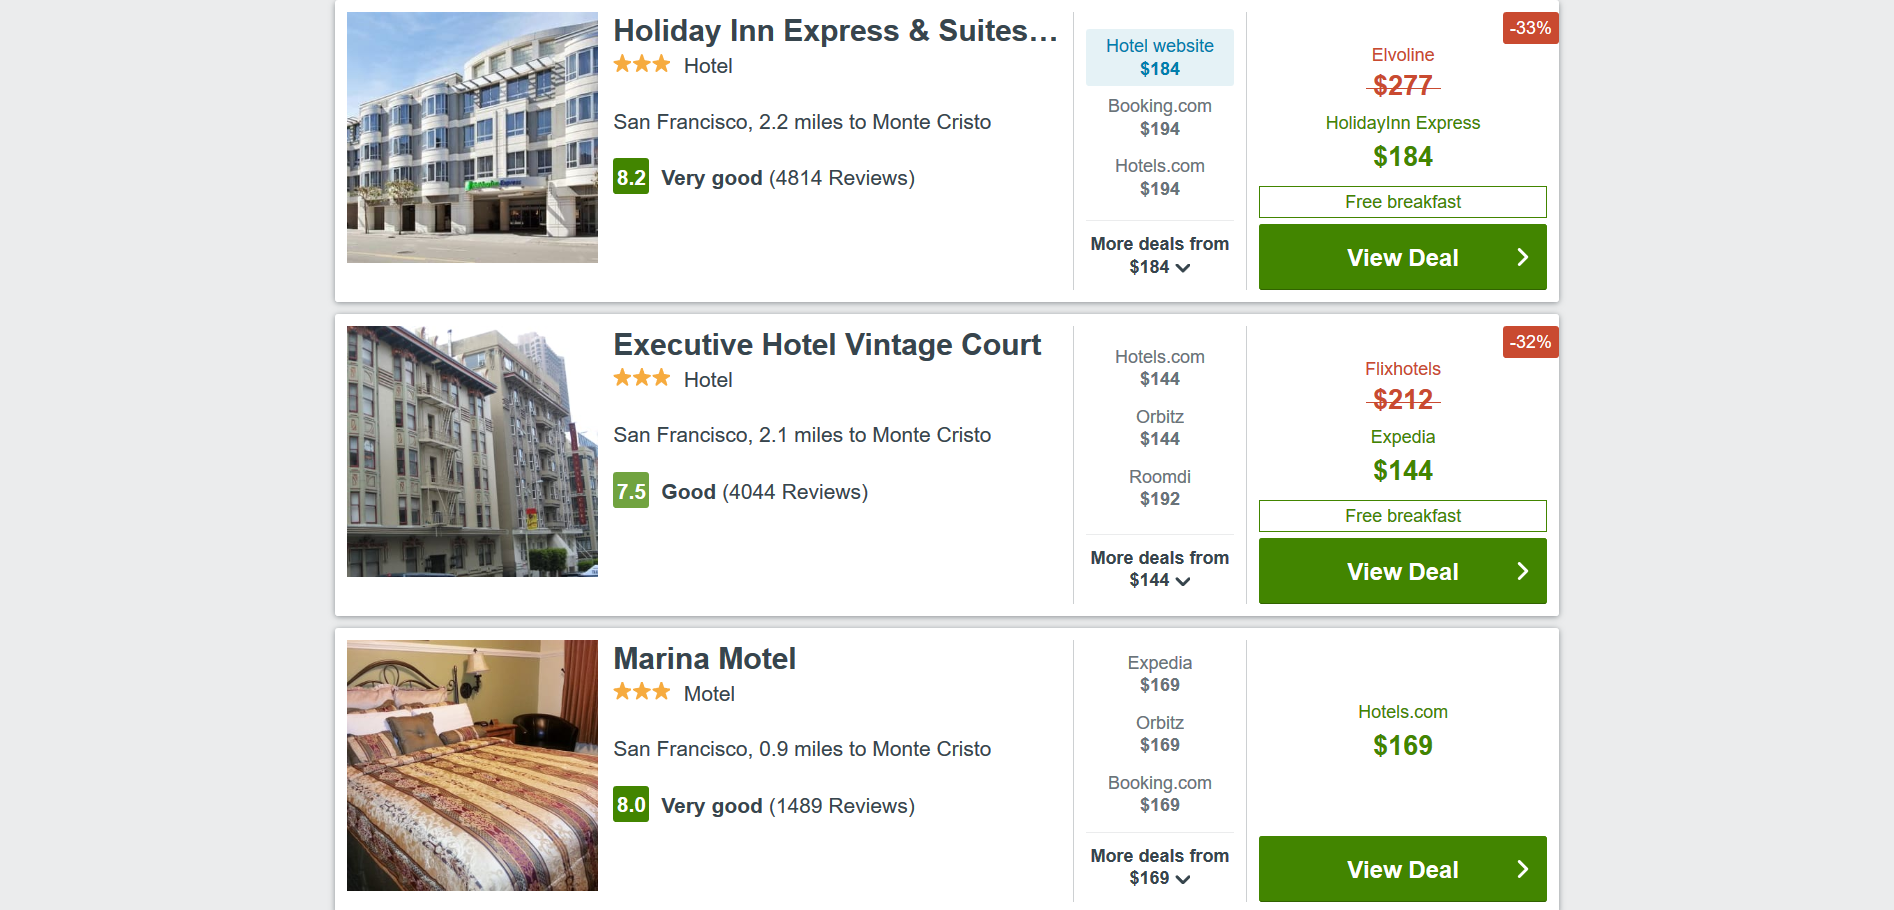 Holiday Inn Express & Suites...
Hotel
San Francisco, 2.2 miles to Monte Cristo
8.2 Very good (4814 Reviews)
Hotel website
$184
Booking.com
$194
Hotels.com
$194
More deals from
$184
-33%
Elvoline
$277
HolidayInn Express
$184
Free breakfast
View Deal
Executive Hotel Vintage Court
Hotel
San Francisco, 2.1 miles to Monte Cristo
7.5 Good (4044 Reviews)
Hotels.com
$144
Orbitz
$144
Roomdi
$192
More deals from
$144
-32%
Flixhotels
$212
Expedia
$144
Free breakfast
View Deal
Marina Motel
Motel
San Francisco, 0.9 miles to Monte Cristo
8.0 Very good (1489 Reviews)
Expedia
$169
Orbitz
$169
Booking.com
$169
More deals from
$169
Hotels.com
$169
View Deal